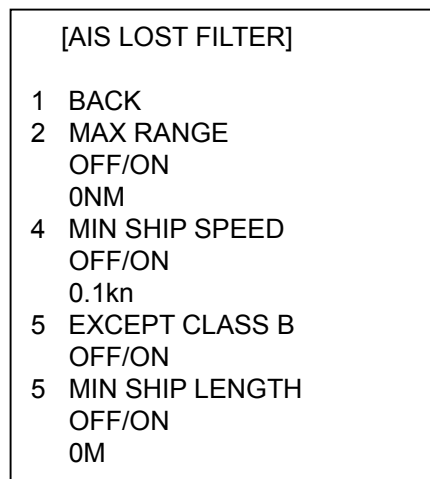 [AIS LOST FILTER]
1 BACK
2 MAX RANGE
OFF/ON
0NM
4 MIN SHIP SPEED
OFF/ON
0.1kn
5 EXCEPT CLASS B
OFF/ON
5 MIN SHIP LENGTH
OFF/ON
0M